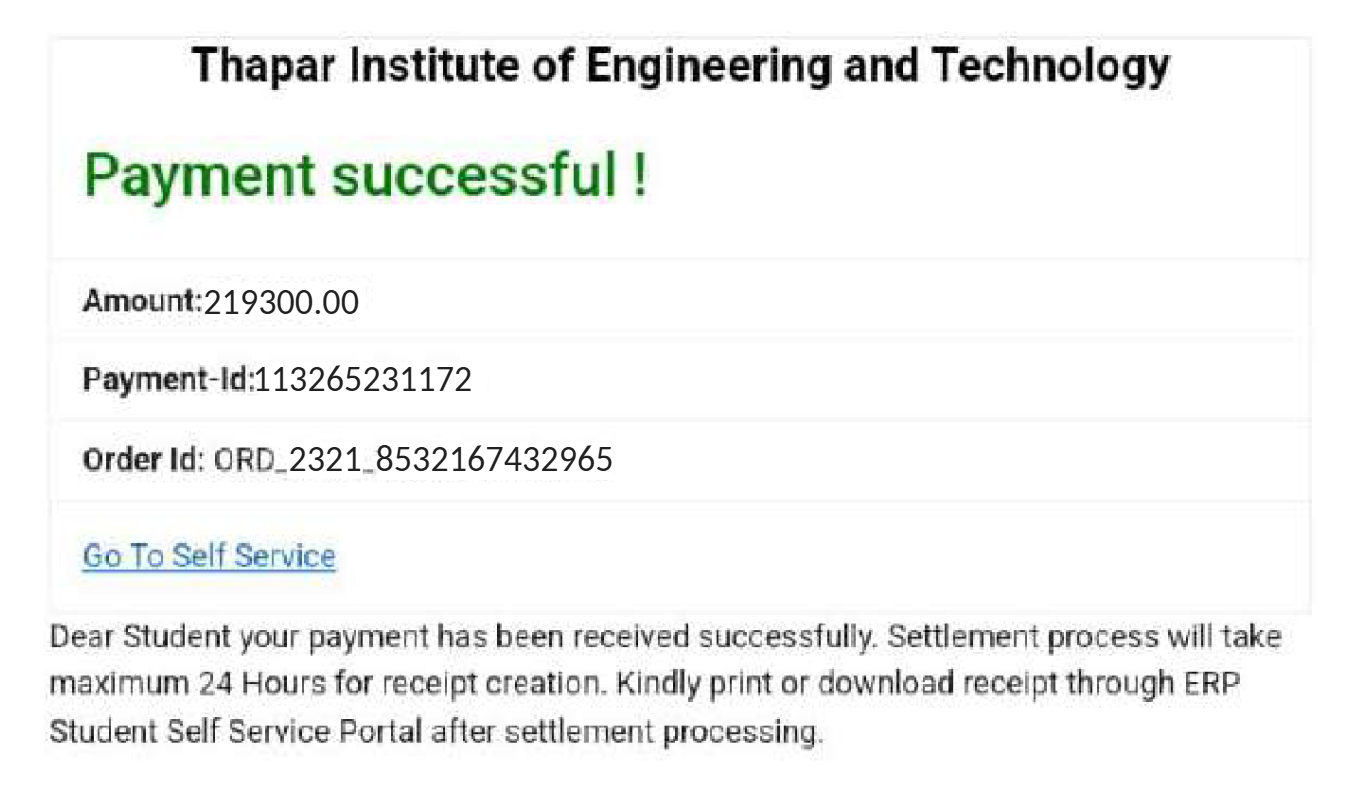 Thapar Institute of Engineering and Technology
Payment successful !
Amount:219300.00
Payment-Id:113265231172
Order Id: ORD_2321_8532167432965
Go To Self Service
Dear Student your payment has been received successfully. Settlement process will take
maximum 24 Hours for receipt creation. Kindly print or download receipt through ERP
Student Self Service Portal after settlement processing.